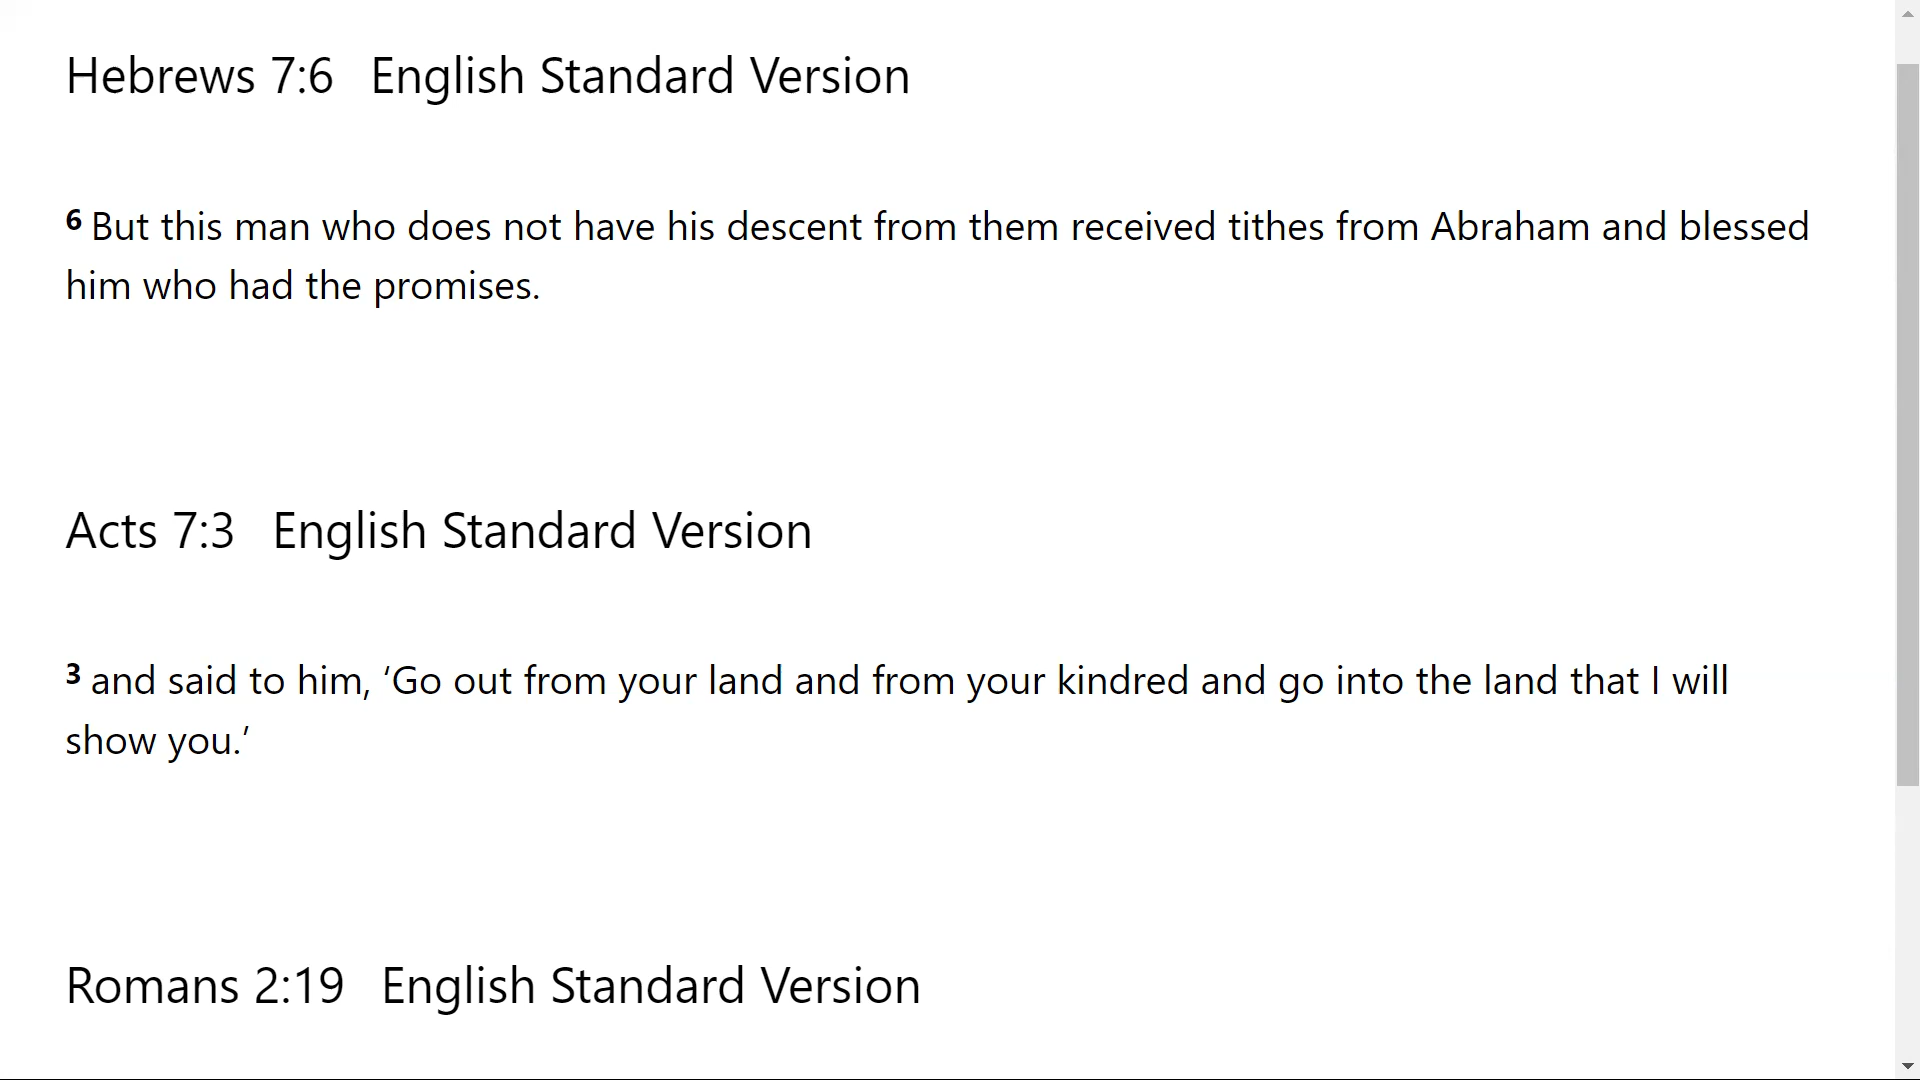 Hebrews 7:6 English Standard Version
6 But this man who does not have his descent from them received tithes from Abraham and blessed
him who had the promises.
Acts 7:3 English Standard Version
3 and said to him, ‘Go out from your land and from your kindred and go into the land that I will
show you.’
Romans 2:19 English Standard Version